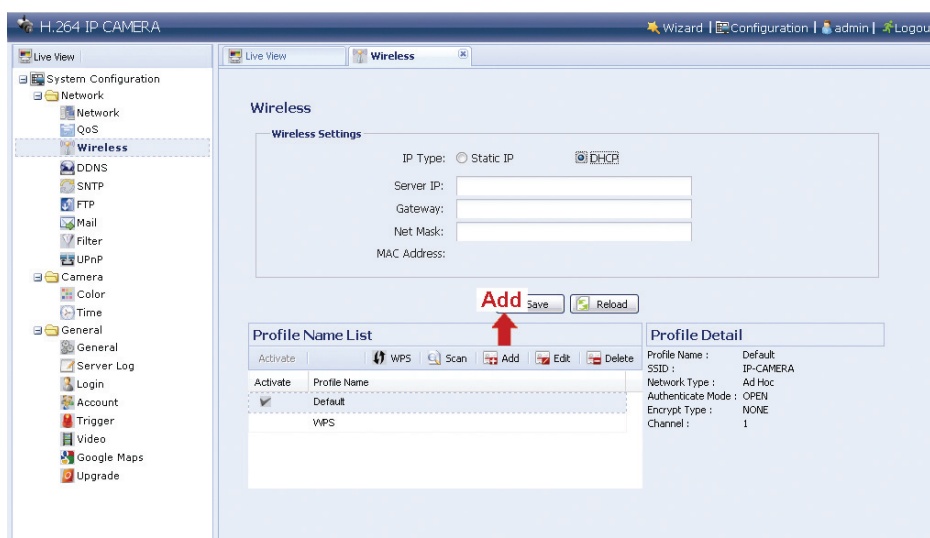 H.264 IP CAMERA
Wizard | Configuration | admin | Logou
Live View
System Configuration
Network
Network
QoS
Wireless
DDNS
SNTP
FTP
Mail
Filter
UPnP
Camera
Color
Time
General
General
Server Log
Login
Account
Trigger
Video
Google Maps
Upgrade
Live View Wireless
Wireless
Wireless Settings
IP Type: Static IP DHCP
Server IP:
Gateway:
Net Mask:
MAC Address:
Add
Save Reload
Profile Name List
Activate WPS Scan Add Edit Delete
Activate Profile Name
Default
WPS
Profile Detail
Profile Name : Default
SSID : IP-CAMERA
Network Type : Ad Hoc
Authenticate Mode : OPEN
Encrypt Type : NONE
Channel : 1